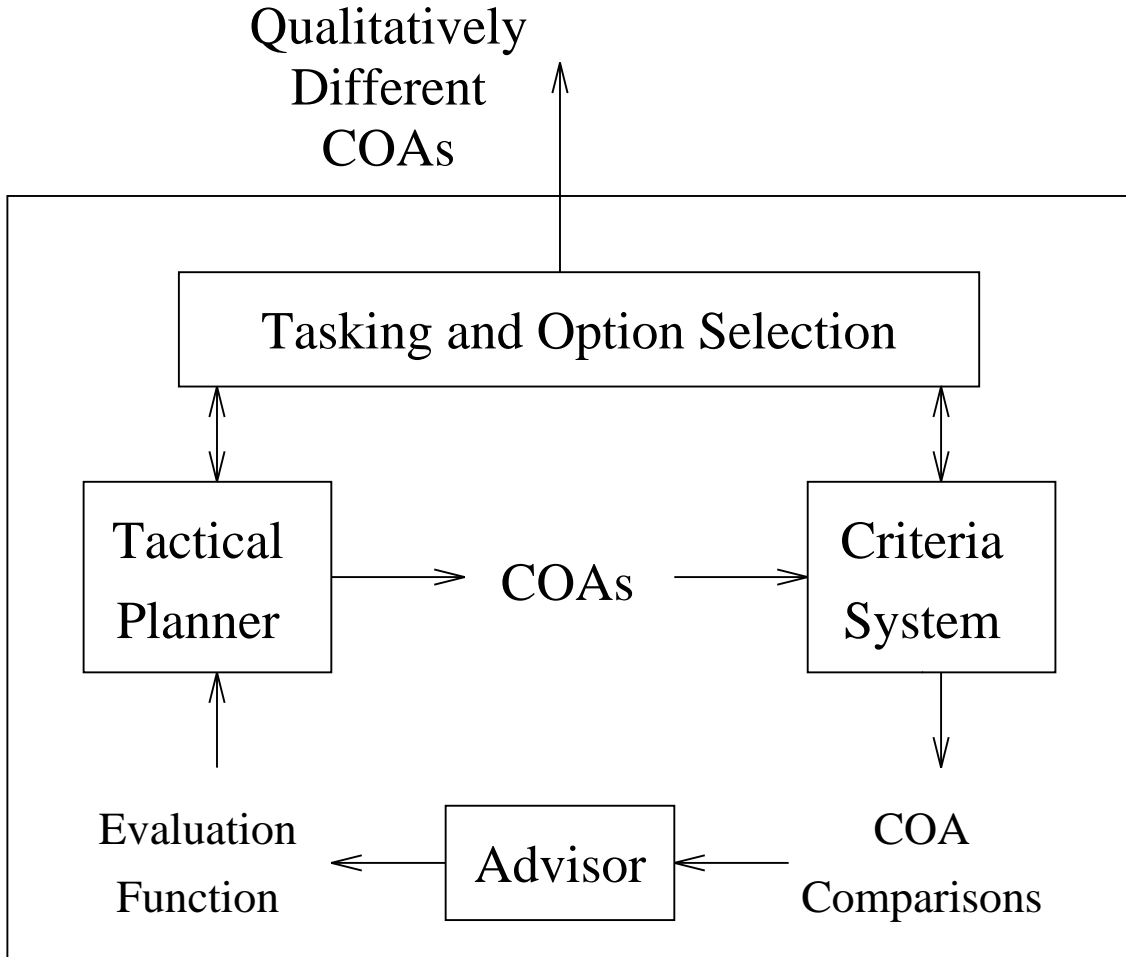 Qualitatively
Different
COAs
Tasking and Option Selection
Tactical
Planner
COAs
Criteria
System
Evaluation
Function
Advisor
COA
Comparisons